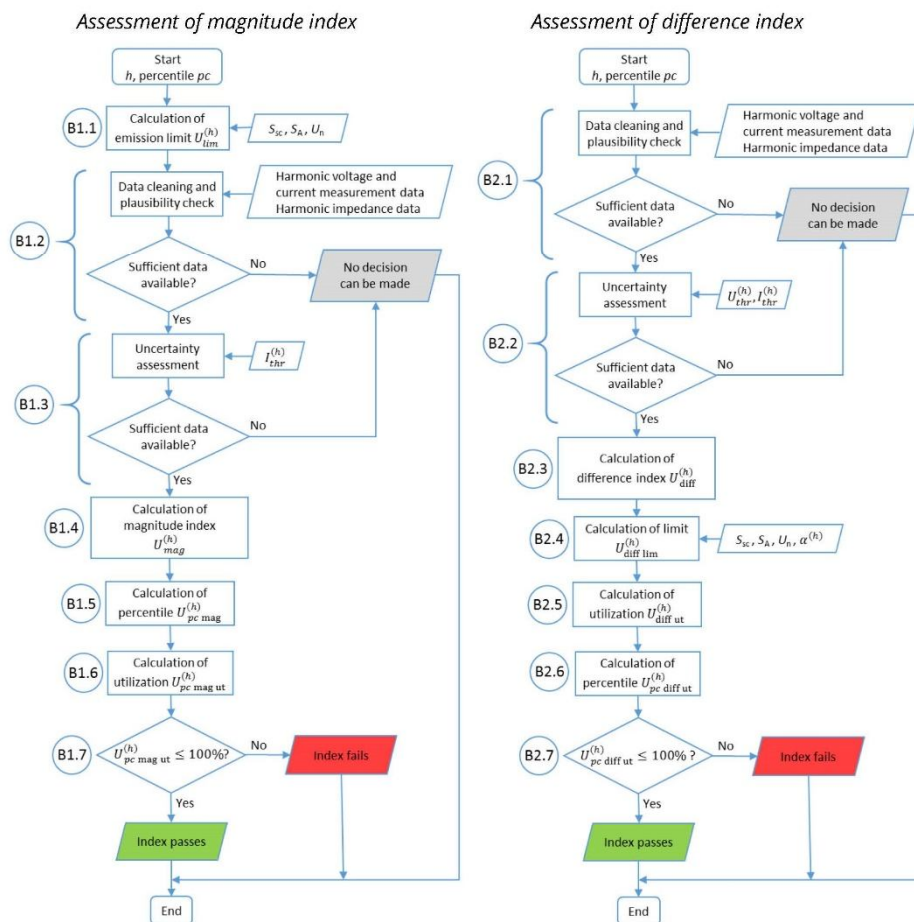 Assessment of magnitude index
Start
h, percentile pc
B1.1
Calculation of
emission limit U_lim^(h)
S_sc, S_A, U_n
B1.2
Data cleaning and
plausibility check
Harmonic voltage and
current measurement data
Harmonic impedance data
Sufficient data
available?
No
No decision
can be made
Yes
B1.3
Uncertainty
assessment
I_thr^(h)
Sufficient data
available?
No
Yes
B1.4
Calculation of
magnitude index
U_mag^(h)
B1.5
Calculation of
percentile U_pc mag^(h)
B1.6
Calculation of
utilization U_pc mag ut^(h)
B1.7
U_pc mag ut^(h) ≤ 100%?
No
Index fails
Yes
Index passes
End
Assessment of difference index
Start
h, percentile pc
B2.1
Data cleaning and
plausibility check
Harmonic voltage and
current measurement data
Harmonic impedance data
Sufficient data
available?
No
No decision
can be made
Yes
B2.2
Uncertainty
assessment
U_thr^(h), I_thr^(h)
Sufficient data
available?
No
Yes
B2.3
Calculation of
difference index U_diff^(h)
B2.4
Calculation of limit
U_diff lim^(h)
S_sc, S_A, U_n, α^(h)
B2.5
Calculation of
utilization U_diff ut^(h)
B2.6
Calculation of
percentile U_pc diff ut^(h)
B2.7
U_pc diff ut^(h) ≤ 100% ?
No
Index fails
Yes
Index passes
End